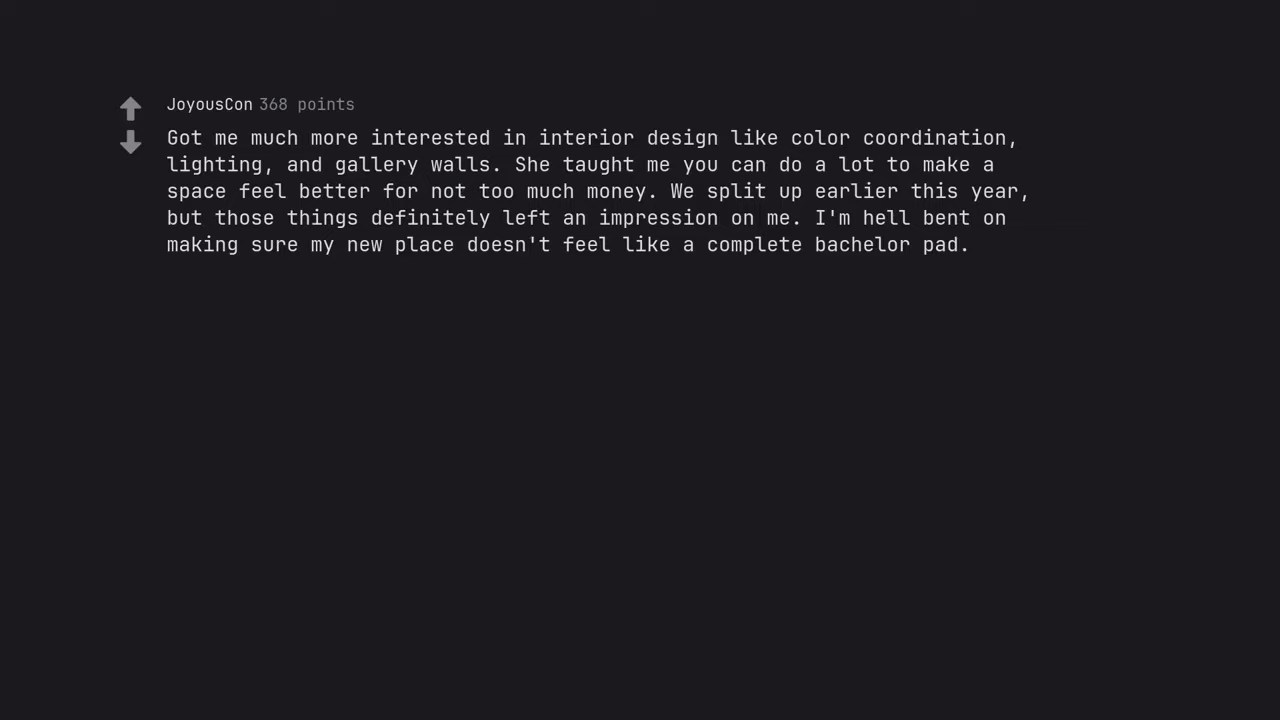 JoyousCon 368 points
Got me much more interested in interior design like color coordination,
lighting, and gallery walls. She taught me you can do a lot to make a
space feel better for not too much money. We split up earlier this year,
but those things definitely left an impression on me. I'm hell bent on
making sure my new place doesn't feel like a complete bachelor pad.